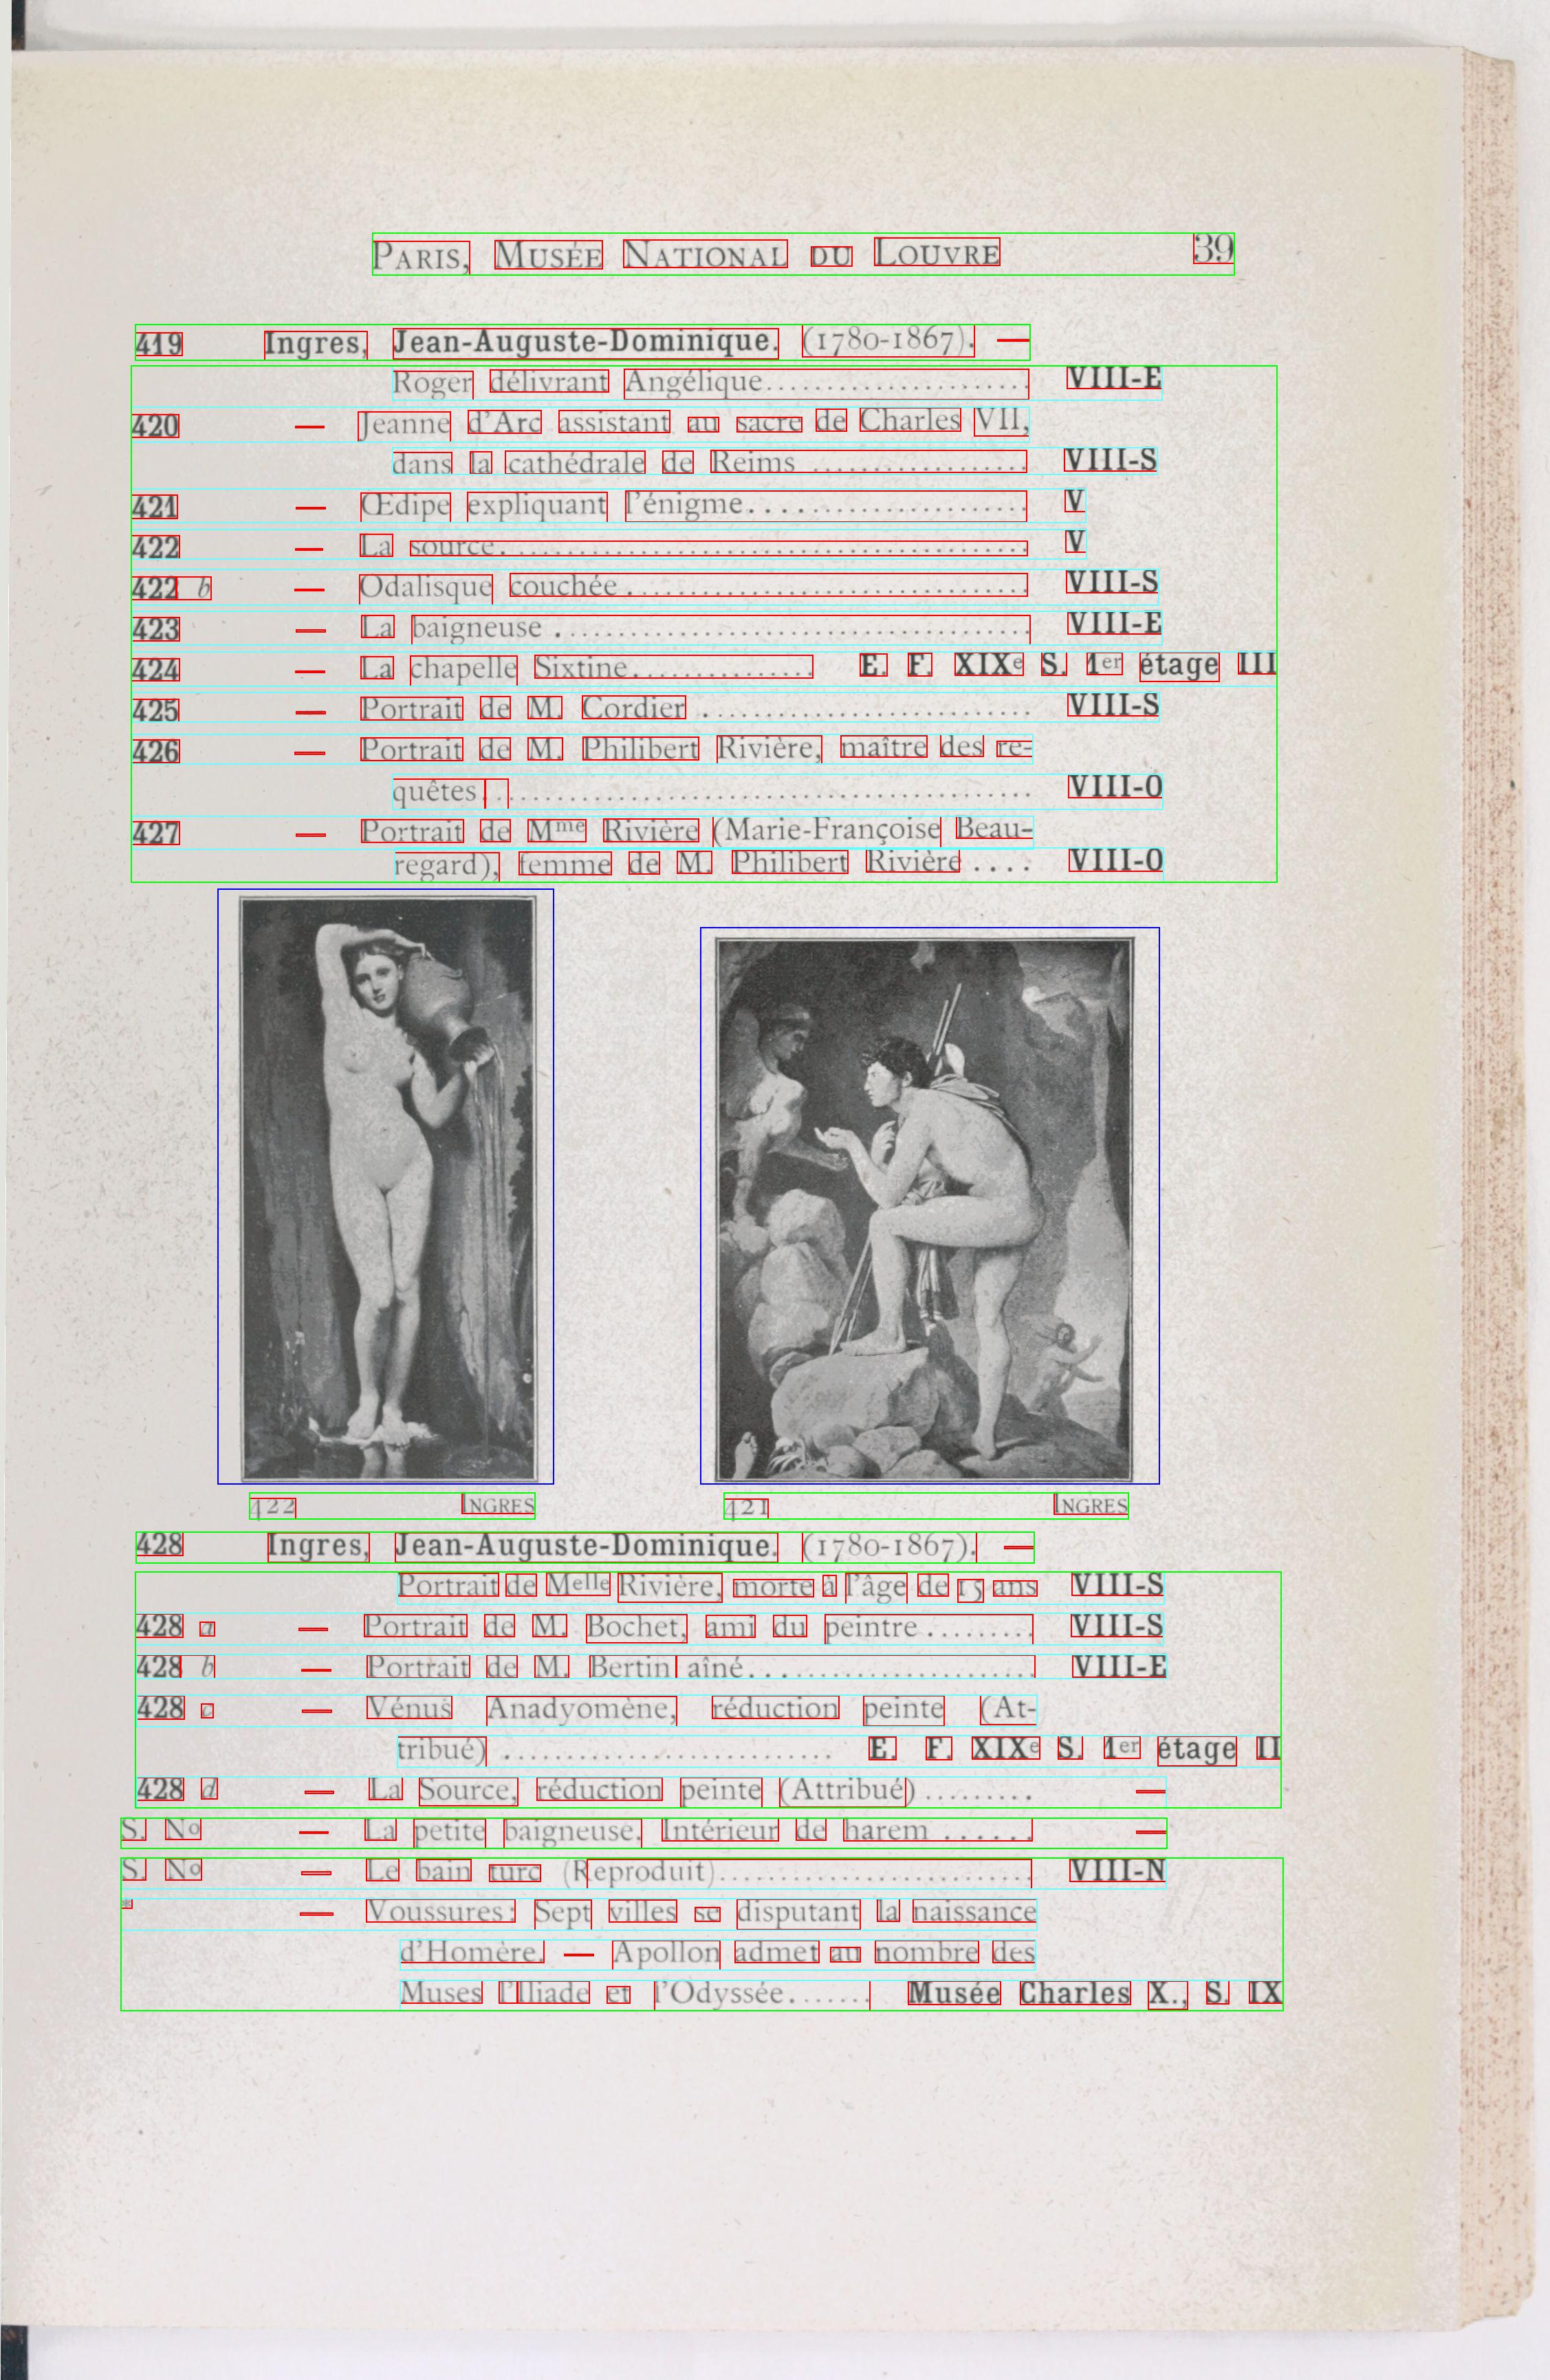 PARIS, MUSÉE NATIONAL DU LOUVRE 39
419 Ingres, Jean-Auguste-Dominique. (1780-1867). —
Roger délivrant Angélique..................... VIII-E
420 — Jeanne d'Arc assistant au sacre de Charles VII,
dans la cathédrale de Reims .................. VIII-S
421 — Œdipe expliquant l'énigme..................... V
422 — La source..................................... V
422 b — Odalisque couchée............................. VIII-S
423 — La baigneuse ................................. VIII-E
424 — La chapelle Sixtine............... E. F. XIXe S. 1er étage III
425 — Portrait de M. Cordier ....................... VIII-S
426 — Portrait de M. Philibert Rivière, maître des re-
quêtes........................................ VIII-O
427 — Portrait de Mme Rivière (Marie-Françoise Beau-
regard), femme de M. Philibert Rivière .... VIII-O
422 INGRES
421 INGRES
428 Ingres, Jean-Auguste-Dominique. (1780-1867). —
Portrait de Melle Rivière, morte à l'âge de 15 ans VIII-S
428 a — Portrait de M. Bochet, ami du peintre......... VIII-S
428 b — Portrait de M. Bertin aîné.................... VIII-E
428 c — Vénus Anadyomène, réduction peinte (At-
tribué) ........................... E. F. XIXe S. 1er étage II
428 d — La Source, réduction peinte (Attribué)......... —
S. No — La petite baigneuse. Intérieur de harem ...... —
S. No — Le bain turc (Reproduit)......................... VIII-N
* — Voussures: Sept villes se disputant la naissance
d'Homère. — Apollon admet au nombre des
Muses l'Iliade et l'Odyssée....... Musée Charles X., S. IX